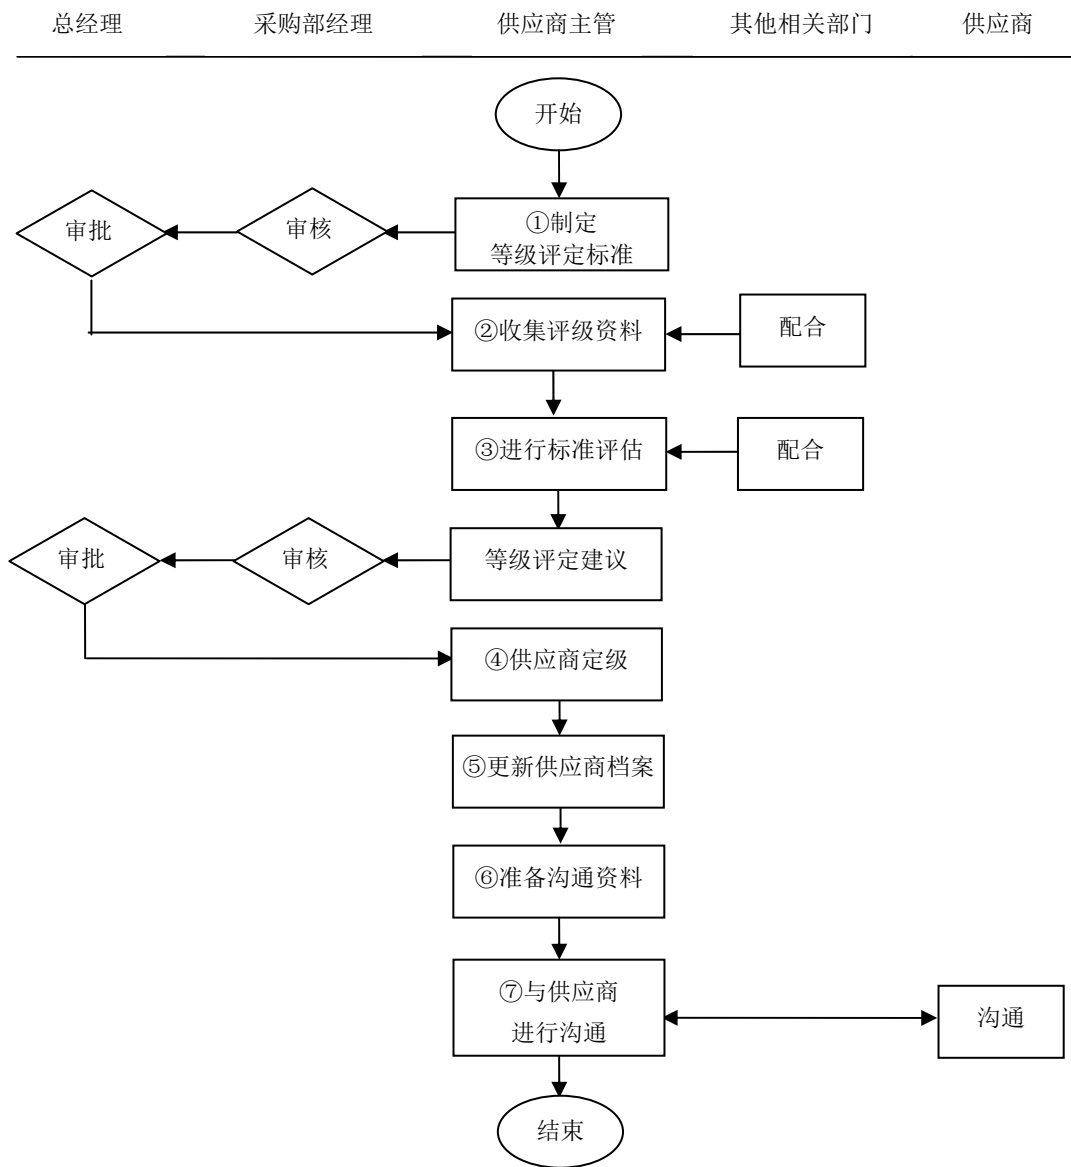 总经理 采购部经理 供应商主管 其他相关部门 供应商
开始
审批 审核 ①制定
等级评定标准
②收集评级资料 配合
③进行标准评估 配合
审批 审核 等级评定建议
④供应商定级
⑤更新供应商档案
⑥准备沟通资料
⑦与供应商
进行沟通
沟通
结束